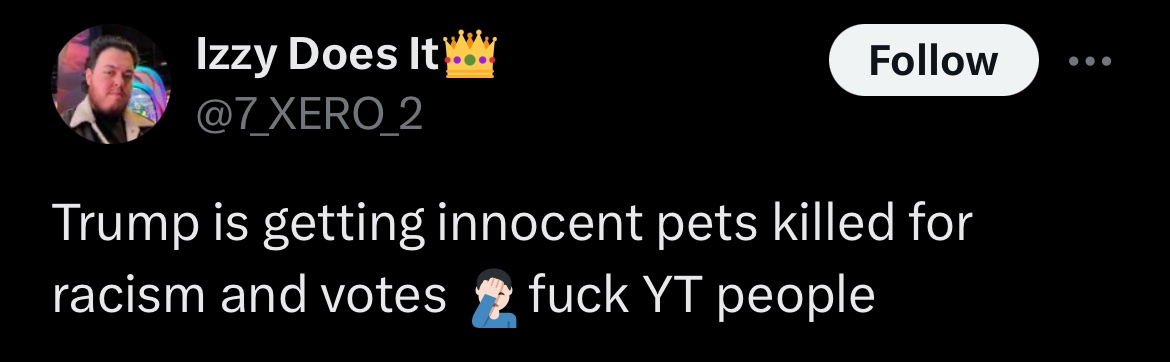 Izzy Does It👑
@7_XERO_2
Follow
Trump is getting innocent pets killed for
racism and votes 🤦🏻‍♂️ fuck YT people